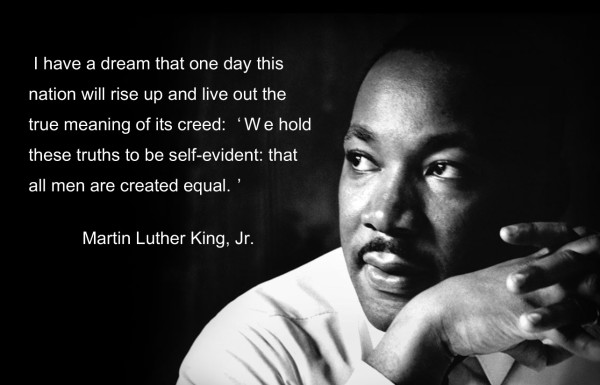 I have a dream that one day this
nation will rise up and live out the
true meaning of its creed: ‘We hold
these truths to be self-evident: that
all men are created equal. ’
Martin Luther King, Jr.